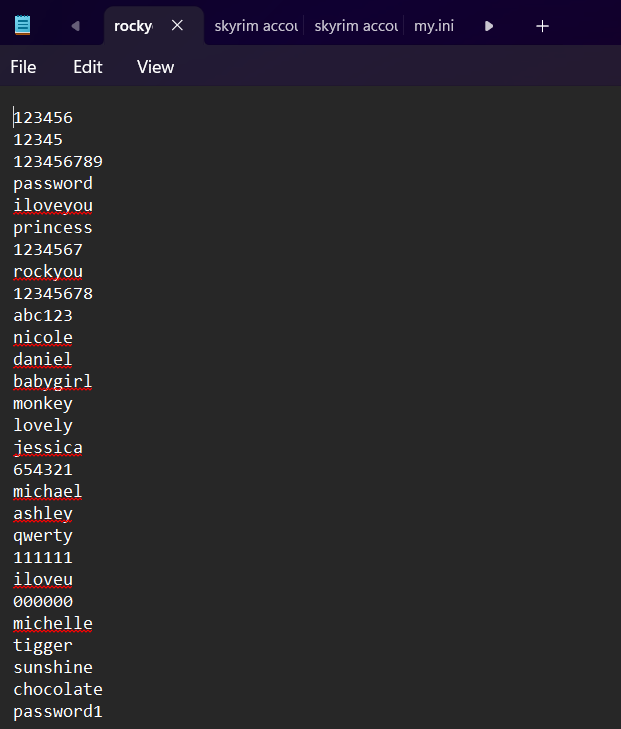 rocky
skyrim accou
skyrim accou
my.ini
File Edit View
123456
12345
123456789
password
iloveyou
princess
1234567
rockyou
12345678
abc123
nicole
daniel
babygirl
monkey
lovely
jessica
654321
michael
ashley
qwerty
111111
iloveu
000000
michelle
tigger
sunshine
chocolate
password1